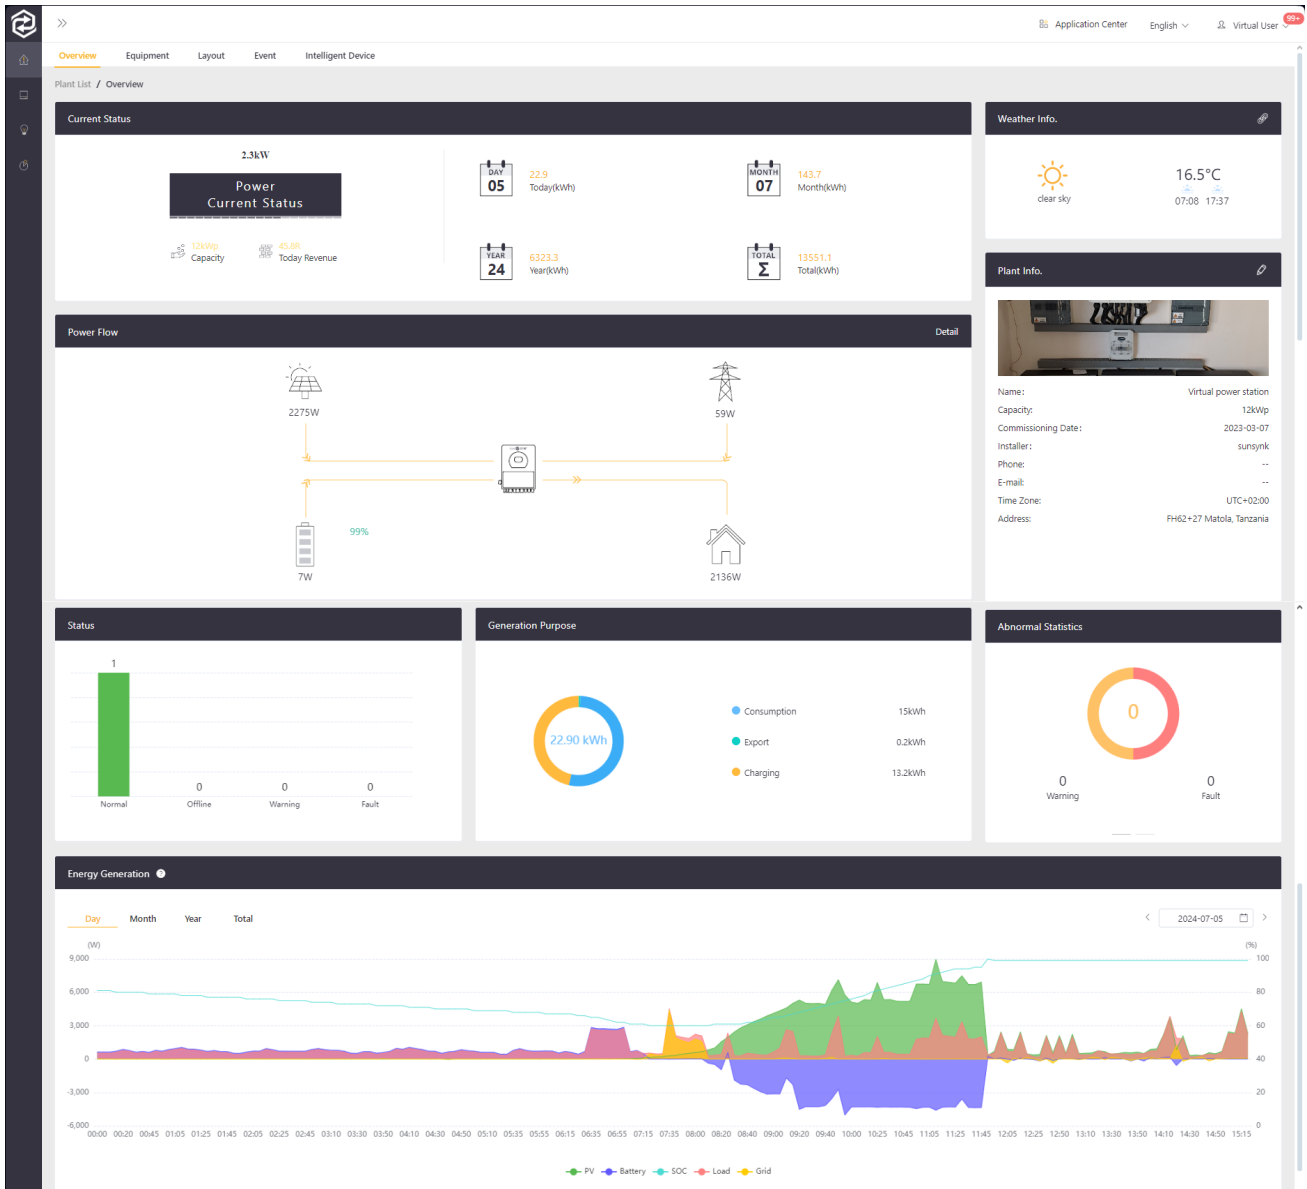 Application Center English Virtual User 99+
Overview Equipment Layout Event Intelligent Device
Plant List / Overview
Current Status
2.3kW
Power
Current Status
12kWp
Capacity
45.8R
Today Revenue
DAY
05
22.9
Today(kWh)
MONTH
07
143.7
Month(kWh)
YEAR
24
6323.3
Year(kWh)
TOTAL
Σ
13551.1
Total(kWh)
Weather Info.
clear sky
16.5°C
07:08 17:37
Plant Info.
Name: Virtual power station
Capacity: 12kWp
Commissioning Date: 2023-03-07
Installer: sunsynk
Phone: --
E-mail: --
Time Zone: UTC+02:00
Address: FH62+27 Matola, Tanzania
Power Flow Detail
2275W
59W
99%
7W
2136W
Status
1
0 0 0
Normal Offline Warning Fault
Generation Purpose
22.90 kWh
Consumption 15kWh
Export 0.2kWh
Charging 13.2kWh
Abnormal Statistics
0
0 0
Warning Fault
Energy Generation ?
Day Month Year Total
2024-07-05
(W) (%)
9,000 100
6,000 80
3,000 60
0 40
-3,000 20
-6,000 0
00:00 00:20 00:45 01:05 01:25 01:45 02:05 02:25 02:45 03:10 03:30 03:50 04:10 04:30 04:50 05:10 05:35 05:55 06:15 06:35 06:55 07:15 07:35 08:00 08:20 08:40 09:00 09:20 09:40 10:00 10:25 10:45 11:05 11:25 11:45 12:05 12:25 12:50 13:10 13:30 13:50 14:10 14:30 14:50 15:15
PV Battery SOC Load Grid